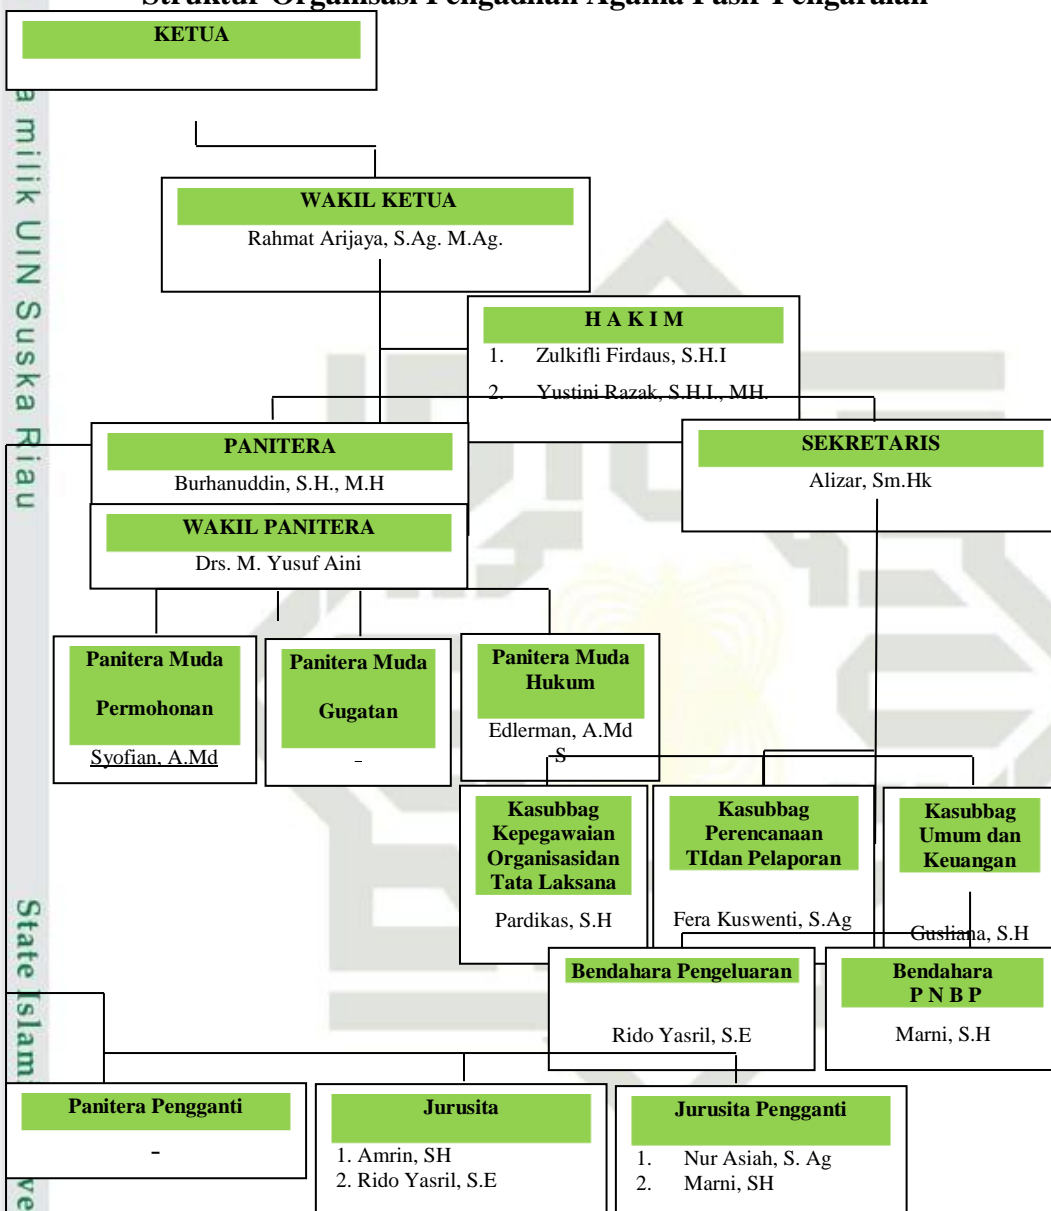 Struktur Organisasi Pengadilan Agama Pasir Pengaraian
KETUA
WAKIL KETUA
Rahmat Arijaya, S.Ag. M.Ag.
H A K I M
1. Zulkifli Firdaus, S.H.I
2. Yustini Razak, S.H.I., MH.
PANITERA
Burhanuddin, S.H., M.H
SEKRETARIS
Alizar, Sm.Hk
WAKIL PANITERA
Drs. M. Yusuf Aini
Panitera Muda
Permohonan
Syofian, A.Md
Panitera Muda
Gugatan
-
Panitera Muda
Hukum
Edlerman, A.Md
S
Kasubbag
Kepegawaian
Organisasidan
Tata Laksana
Pardikas, S.H
Kasubbag
Perencanaan
TIdan Pelaporan
Fera Kuswenti, S.Ag
Kasubbag
Umum dan
Keuangan
Gusliana, S.H
Bendahara Pengeluaran
Rido Yasril, S.E
Bendahara
P N B P
Marni, S.H
Panitera Pengganti
-
Jurusita
1. Amrin, SH
2. Rido Yasril, S.E
Jurusita Pengganti
1. Nur Asiah, S. Ag
2. Marni, SH
a milik UIN Suska Riau
State Islam